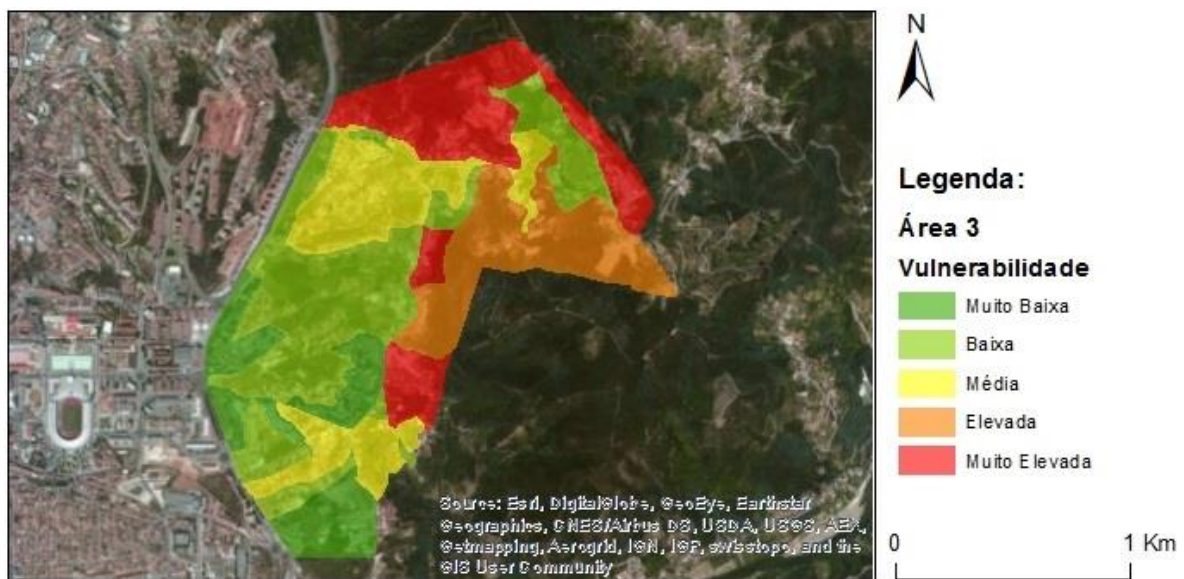 N
Legenda:
Área 3
Vulnerabilidade
Muito Baixa
Baixa
Média
Elevada
Muito Elevada
Source: Esri, DigitalGlobe, GeoEye, Earthstar
Geographics, CNES/Airbus DS, USDA, USGS, AEX,
Getmapping, Aerogrid, IGN, IGP, swisstopo, and the
GIS User Community
0 1 Km